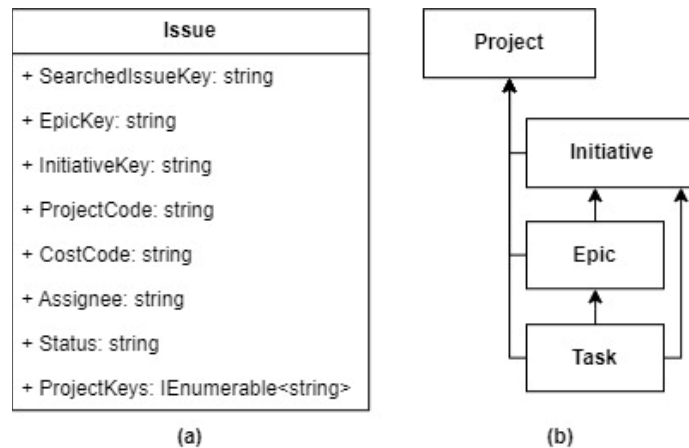 Issue
+ SearchedIssueKey: string
+ EpicKey: string
+ InitiativeKey: string
+ ProjectCode: string
+ CostCode: string
+ Assignee: string
+ Status: string
+ ProjectKeys: IEnumerable<string>
(a)
Project
Initiative
Epic
Task
(b)